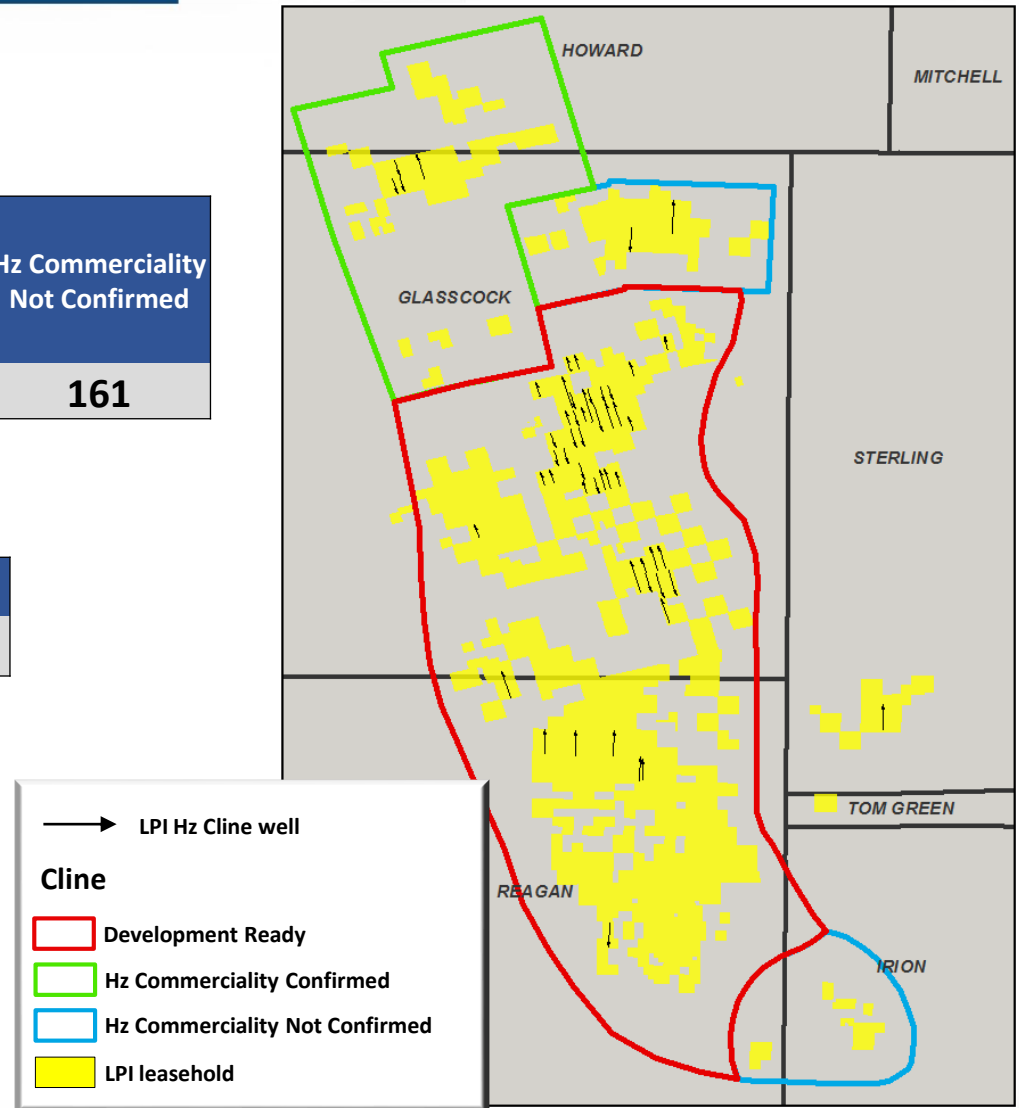 Hz Commerciality
Not Confirmed
161
HOWARD
MITCHELL
GLASSCOCK
STERLING
TOM GREEN
REAGAN
IRION
LPI Hz Cline well
Cline
Development Ready
Hz Commerciality Confirmed
Hz Commerciality Not Confirmed
LPI leasehold